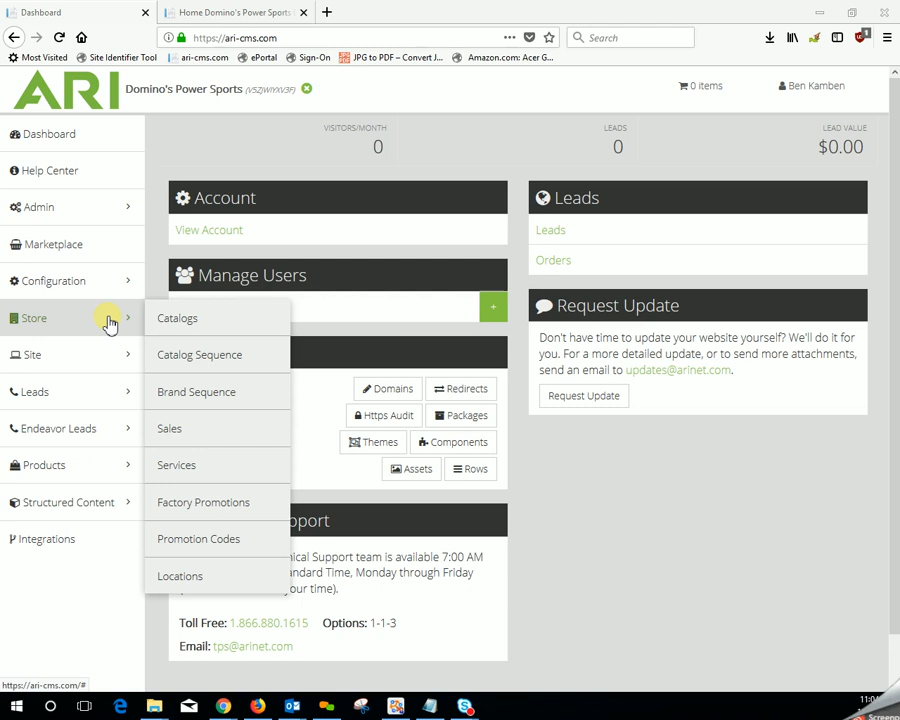 Dashboard
Home Domino's Power Sports
https://ari-cms.com
Search
Most Visited
Site Identifier Tool
ari-cms.com
ePortal
Sign-On
JPG to PDF – Convert J...
Amazon.com: Acer G...
ARI
Domino's Power Sports (V5ZJWIYXV3F)
0 items
Ben Kamben
Dashboard
Help Center
Admin
Marketplace
Configuration
Store
Site
Leads
Endeavor Leads
Products
Structured Content
Integrations
Catalogs
Catalog Sequence
Brand Sequence
Sales
Services
Factory Promotions
Promotion Codes
Locations
VISITORS/MONTH
0
LEADS
0
LEAD VALUE
$0.00
Account
View Account
Manage Users
+
Domains
Redirects
Https Audit
Packages
Themes
Components
Assets
Rows
pport
nical Support team is available 7:00 AM
andard Time, Monday through Friday
our time).
Toll Free: 1.866.880.1615 Options: 1-1-3
Email: tps@arinet.com
Leads
Leads
Orders
Request Update
Don't have time to update your website yourself? We'll do it for
you. For a more detailed update, or to send more attachments,
send an email to updates@arinet.com.
Request Update
https://ari-cms.com/#
11:04